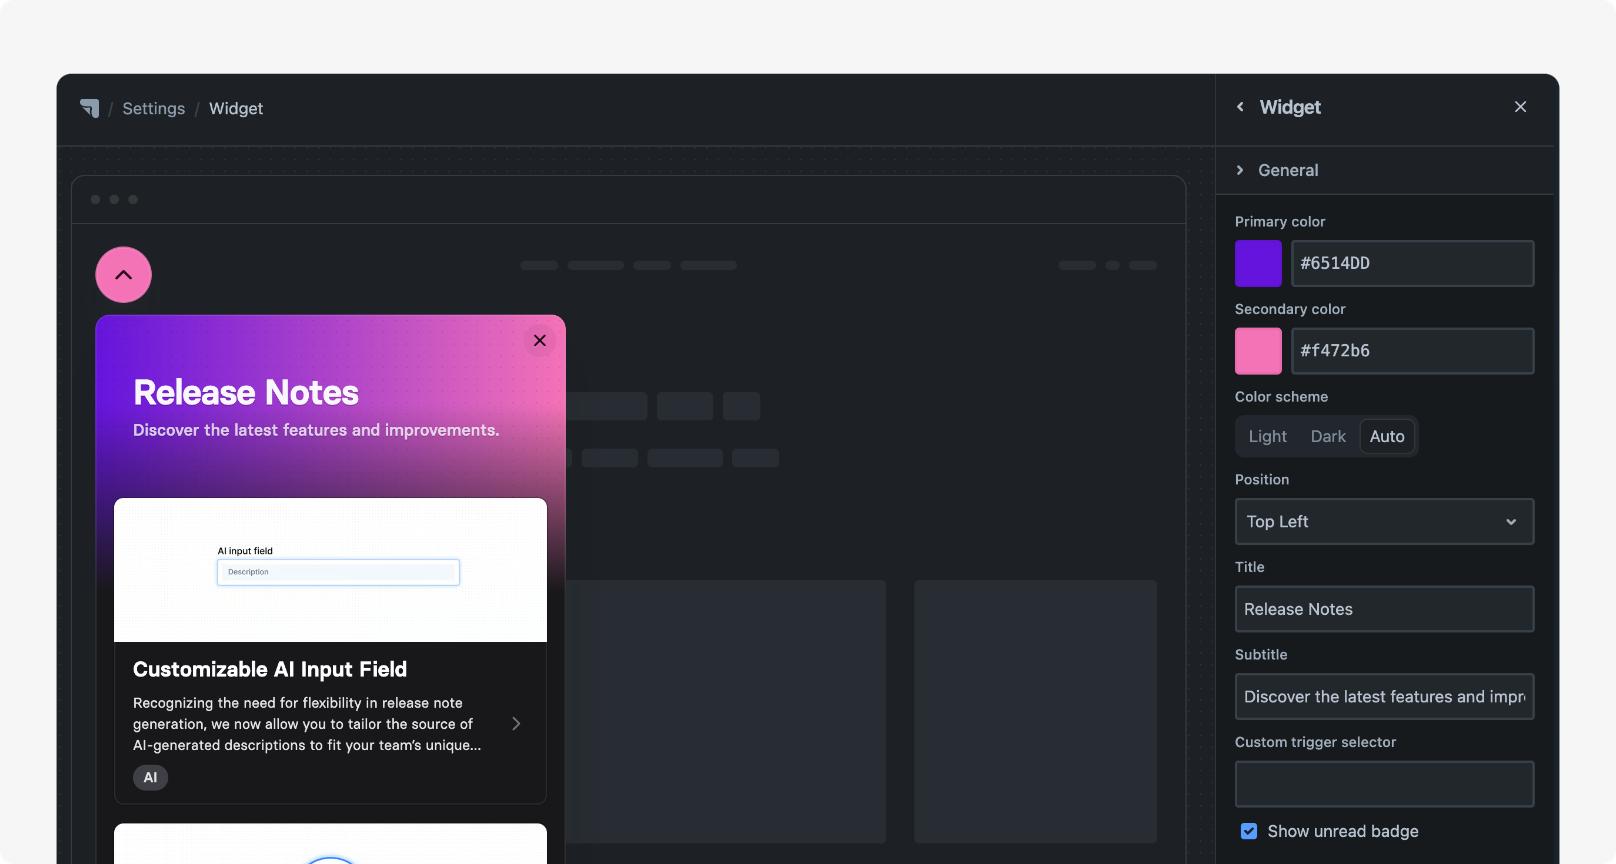 / Settings / Widget
Release Notes
Discover the latest features and improvements.
AI input field
Description
Customizable AI Input Field
Recognizing the need for flexibility in release note
generation, we now allow you to tailor the source of
AI-generated descriptions to fit your team’s unique...
AI
Widget
General
Primary color
#6514DD
Secondary color
#f472b6
Color scheme
Light Dark Auto
Position
Top Left
Title
Release Notes
Subtitle
Discover the latest features and impr
Custom trigger selector
Show unread badge